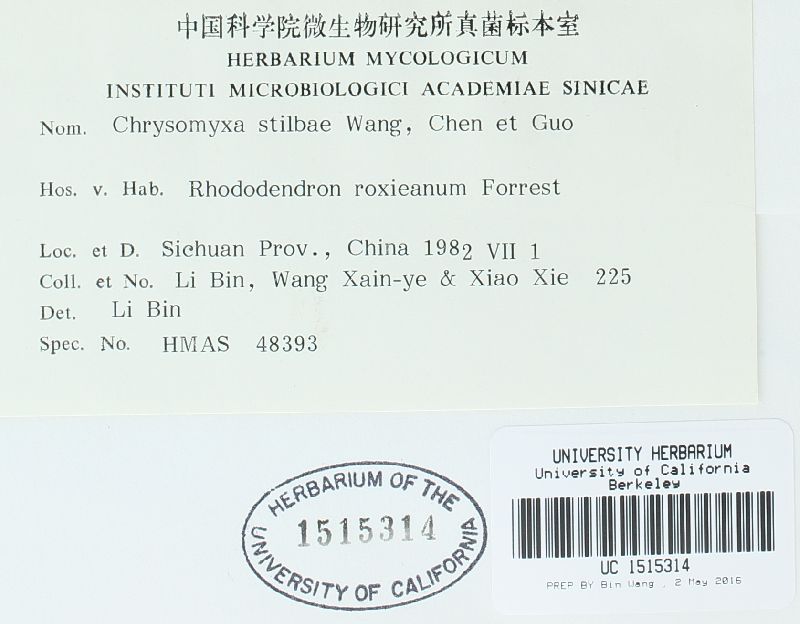 中国科学院微生物研究所真菌标本室
HERBARIUM MYCOLOGICUM
INSTITUTI MICROBIOLOGICI ACADEMIAE SINICAE
Nom. Chrysomyxa stilbae Wang, Chen et Guo
Hos. v. Hab. Rhododendron roxieanum Forrest
Loc. et D. Sichuan Prov., China 1982 VII 1
Coll. et No. Li Bin, Wang Xain-ye & Xiao Xie 225
Det. Li Bin
Spec. No. HMAS 48393
HERBARIUM OF THE
1515314
UNIVERSITY OF CALIFORNIA
UNIVERSITY HERBARIUM
University of California
Berkeley
UC 1515314
PREP BY Bin Wang , 2 May 2016